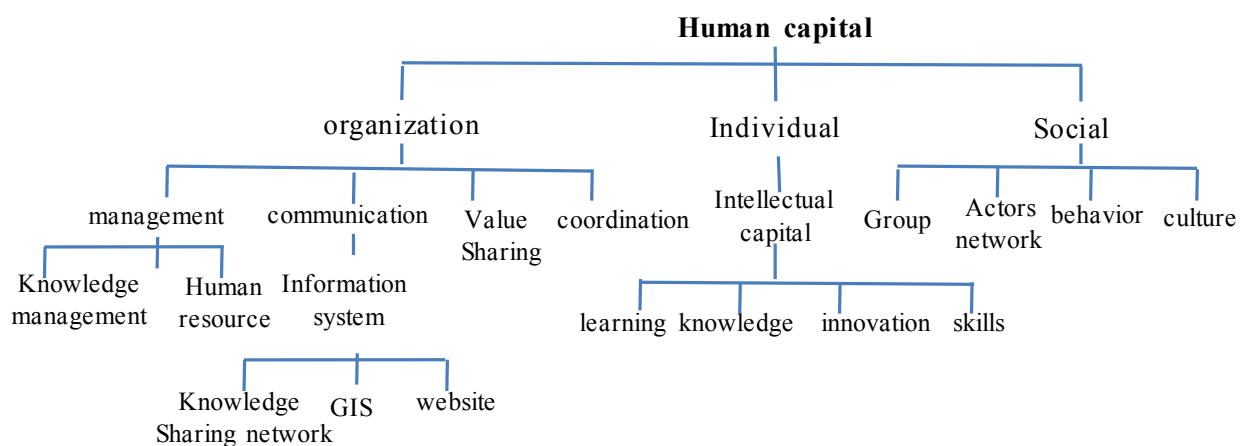 Human capital
organization
Individual
Social
management
communication
Value
Sharing
coordination
Intellectual
capital
Group
Actors
network
behavior
culture
Knowledge
management
Human
resource
Information
system
learning
knowledge
innovation
skills
Knowledge
Sharing network
GIS
website